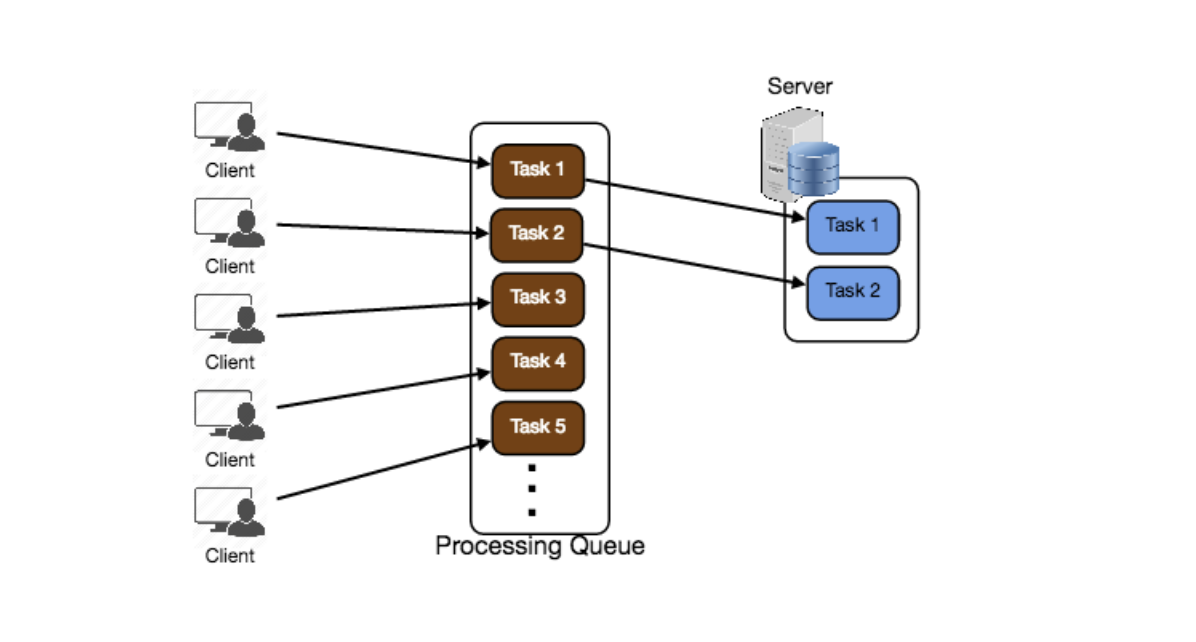 Server
Client
Client
Client
Client
Client
Task 1
Task 2
Task 3
Task 4
Task 5
Processing Queue
Task 1
Task 2